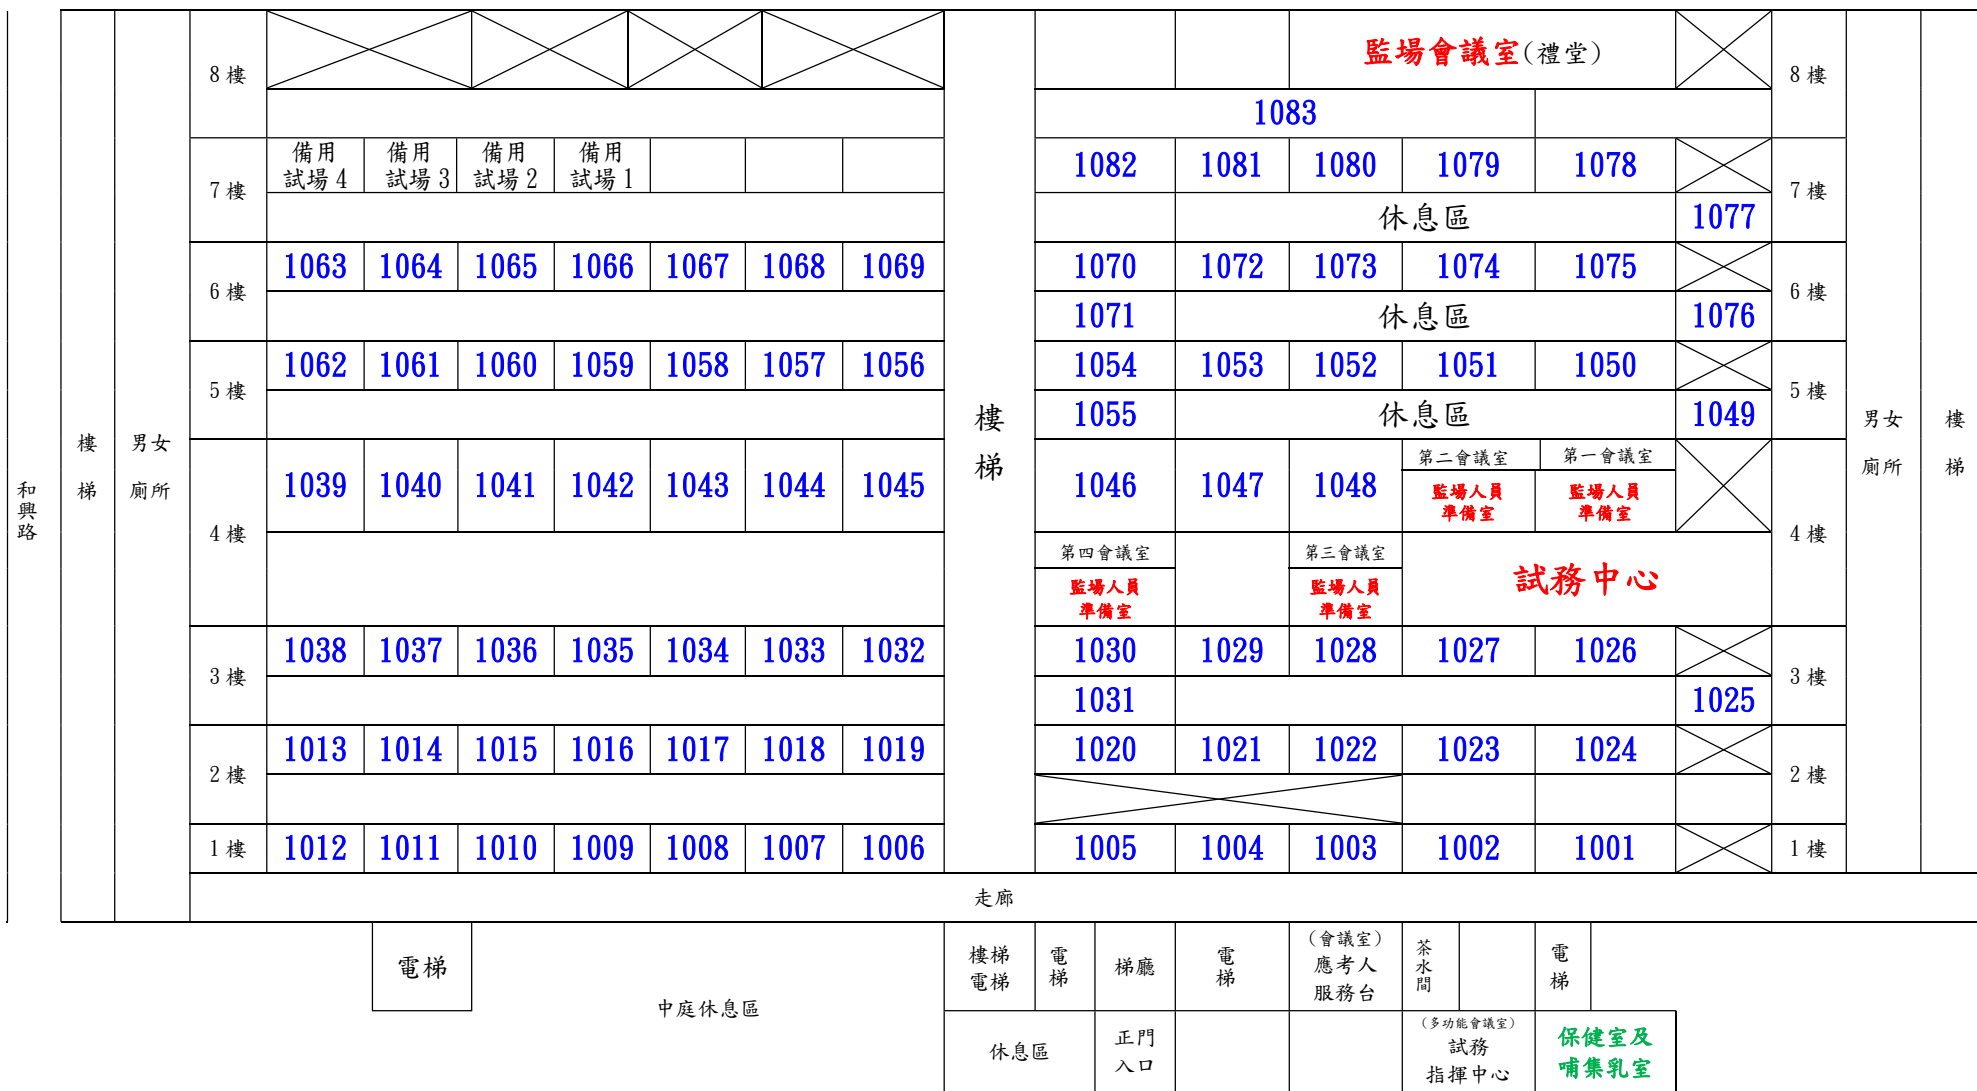 監場會議室(禮堂)
8樓
8樓
1083
備用 備用 備用 備用
試場4 試場3 試場2 試場1
1082 1081 1080 1079 1078
7樓
7樓
休息區 1077
1063 1064 1065 1066 1067 1068 1069 1070 1072 1073 1074 1075
6樓
6樓
1071 休息區 1076
1062 1061 1060 1059 1058 1057 1056 1054 1053 1052 1051 1050
5樓
5樓
1055 休息區 1049
樓
梯
男女
廁所
樓
梯
男女
廁所
樓
梯
和
興
路
第二會議室 第一會議室
1039 1040 1041 1042 1043 1044 1045 1046 1047 1048
監場人員 監場人員
準備室 準備室
4樓
4樓
第四會議室 第三會議室
監場人員 監場人員
準備室 準備室
試務中心
1038 1037 1036 1035 1034 1033 1032 1030 1029 1028 1027 1026
3樓
3樓
1031 1025
1013 1014 1015 1016 1017 1018 1019 1020 1021 1022 1023 1024
2樓
2樓
1樓 1012 1011 1010 1009 1008 1007 1006 1005 1004 1003 1002 1001 1樓
走廊
電梯
中庭休息區
樓梯
電梯
電
梯
梯廳
電
梯
(會議室)
應考人
服務台
茶
水
間
電
梯
休息區
正門
入口
(多功能會議室)
試務
指揮中心
保健室及
哺集乳室